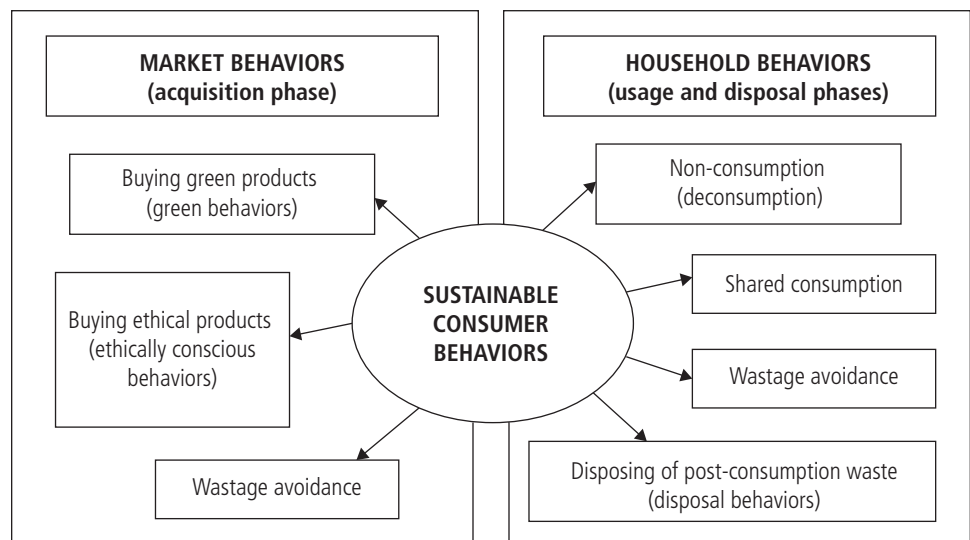 MARKET BEHAVIORS
(acquisition phase)
Buying green products
(green behaviors)
Buying ethical products
(ethically conscious
behaviors)
Wastage avoidance
SUSTAINABLE
CONSUMER
BEHAVIORS
HOUSEHOLD BEHAVIORS
(usage and disposal phases)
Non-consumption
(deconsumption)
Shared consumption
Wastage avoidance
Disposing of post-consumption waste
(disposal behaviors)